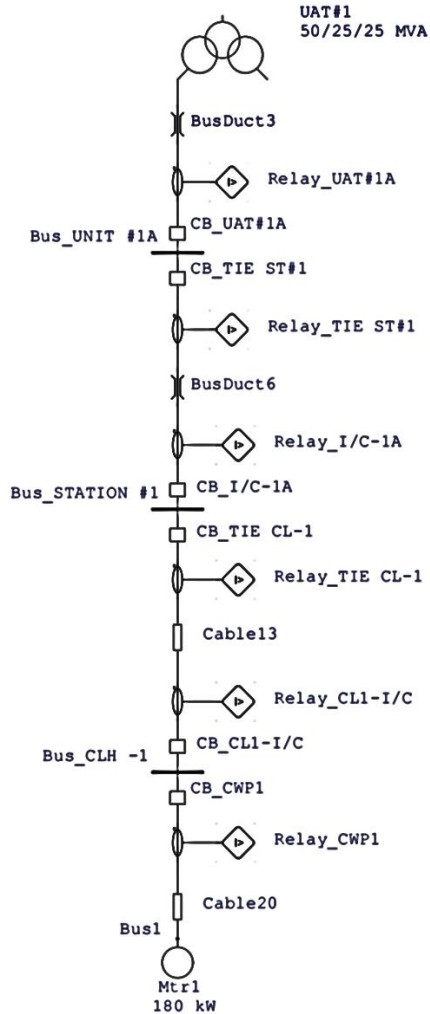 UAT#1
50/25/25 MVA
BusDuct3
Relay_UAT#1A
CB_UAT#1A
Bus_UNIT #1A
CB_TIE ST#1
Relay_TIE ST#1
BusDuct6
Relay_I/C-1A
CB_I/C-1A
Bus_STATION #1
CB_TIE CL-1
Relay_TIE CL-1
Cable13
Relay_CL1-I/C
CB_CL1-I/C
Bus_CLH -1
CB_CWP1
Relay_CWP1
Cable20
Bus1
Mtr1
180 kW